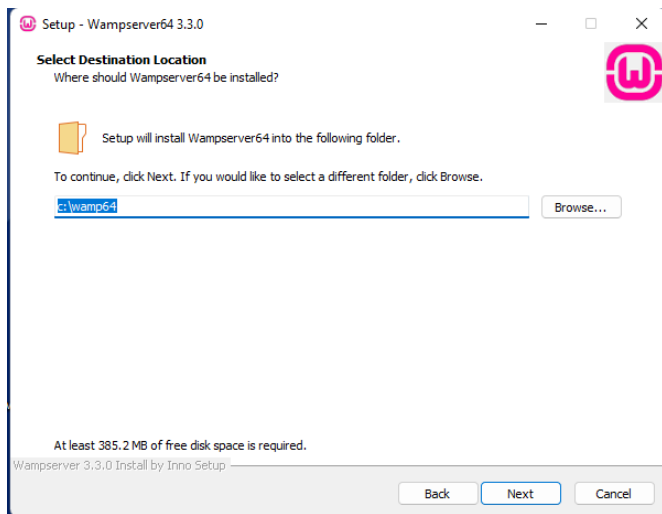 Setup - Wampserver64 3.3.0
Select Destination Location
Where should Wampserver64 be installed?
Setup will install Wampserver64 into the following folder.
To continue, click Next. If you would like to select a different folder, click Browse.
c:\wamp64
Browse...
At least 385.2 MB of free disk space is required.
Wampserver 3.3.0 Install by Inno Setup
Back
Next
Cancel